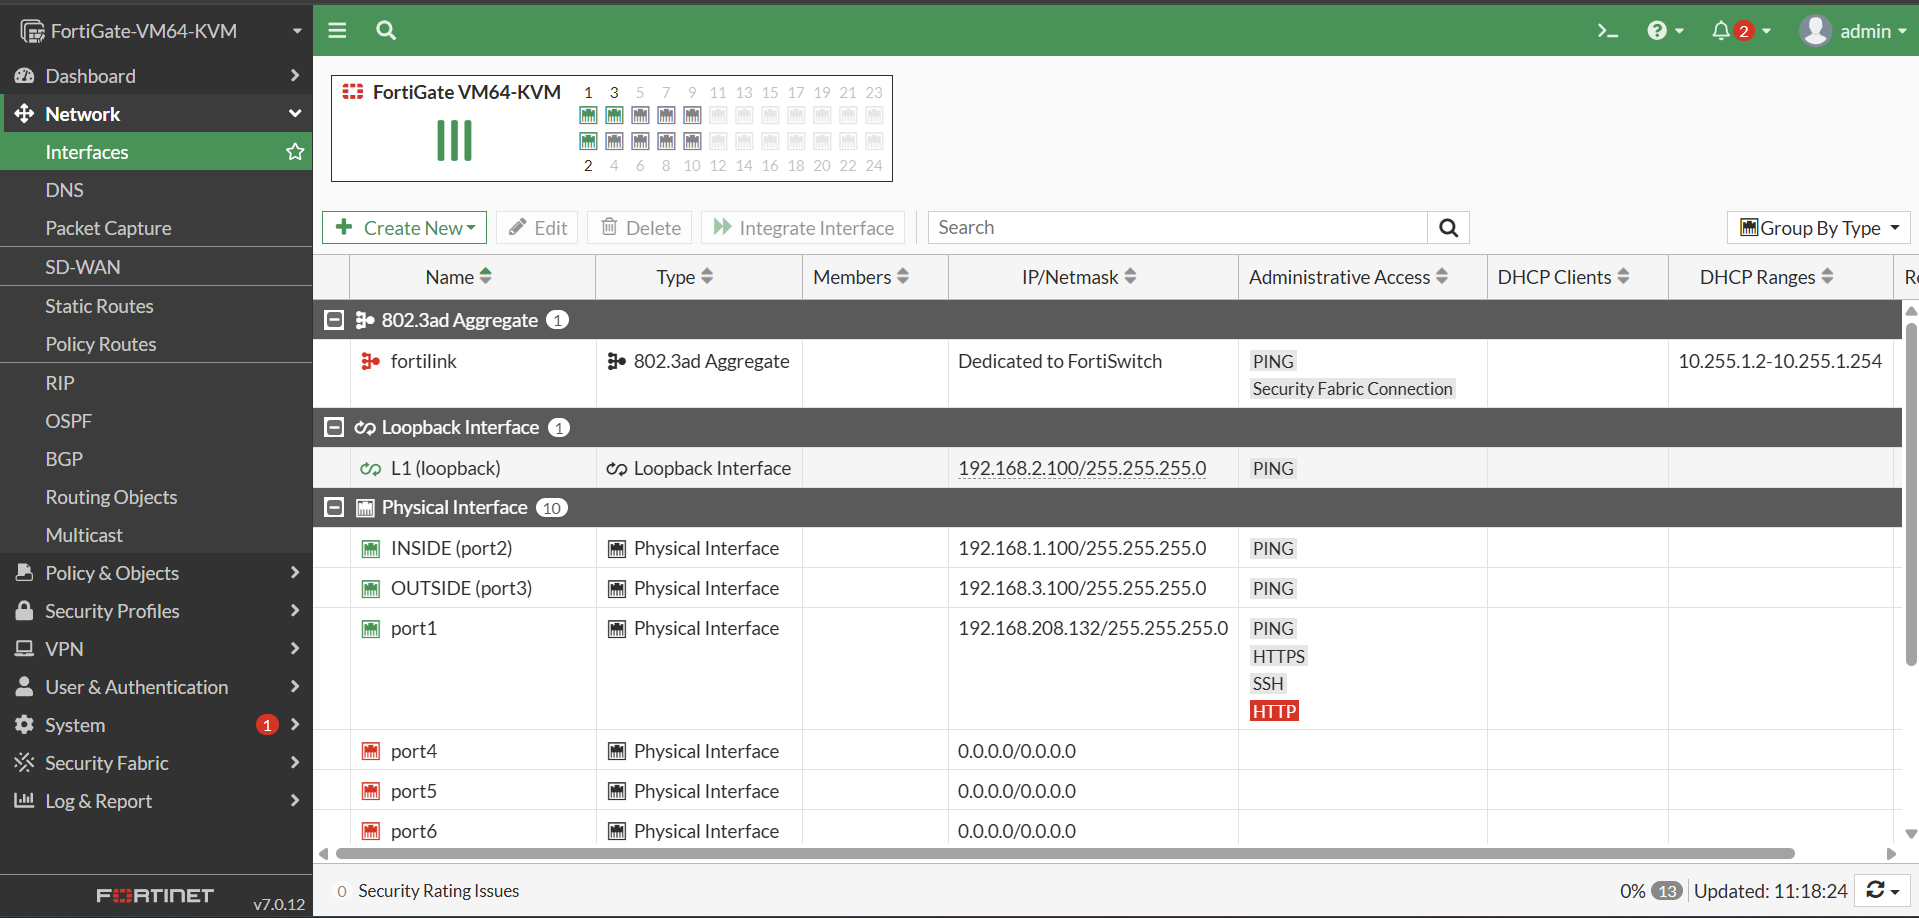 FortiGate-VM64-KVM
Dashboard
Network
Interfaces
DNS
Packet Capture
SD-WAN
Static Routes
Policy Routes
RIP
OSPF
BGP
Routing Objects
Multicast
Policy & Objects
Security Profiles
VPN
User & Authentication
System 1
Security Fabric
Log & Report
FORTINET v7.0.12
2 admin
FortiGate VM64-KVM
1 3 5 7 9 11 13 15 17 19 21 23
2 4 6 8 10 12 14 16 18 20 22 24
Create New Edit Delete Integrate Interface Search Group By Type
Name Type Members IP/Netmask Administrative Access DHCP Clients DHCP Ranges Re
802.3ad Aggregate 1
fortilink 802.3ad Aggregate Dedicated to FortiSwitch PING 10.255.1.2-10.255.1.254
Security Fabric Connection
Loopback Interface 1
L1 (loopback) Loopback Interface 192.168.2.100/255.255.255.0 PING
Physical Interface 10
INSIDE (port2) Physical Interface 192.168.1.100/255.255.255.0 PING
OUTSIDE (port3) Physical Interface 192.168.3.100/255.255.255.0 PING
port1 Physical Interface 192.168.208.132/255.255.255.0 PING
HTTPS
SSH
HTTP
port4 Physical Interface 0.0.0.0/0.0.0.0
port5 Physical Interface 0.0.0.0/0.0.0.0
port6 Physical Interface 0.0.0.0/0.0.0.0
0 Security Rating Issues 0% 13 Updated: 11:18:24